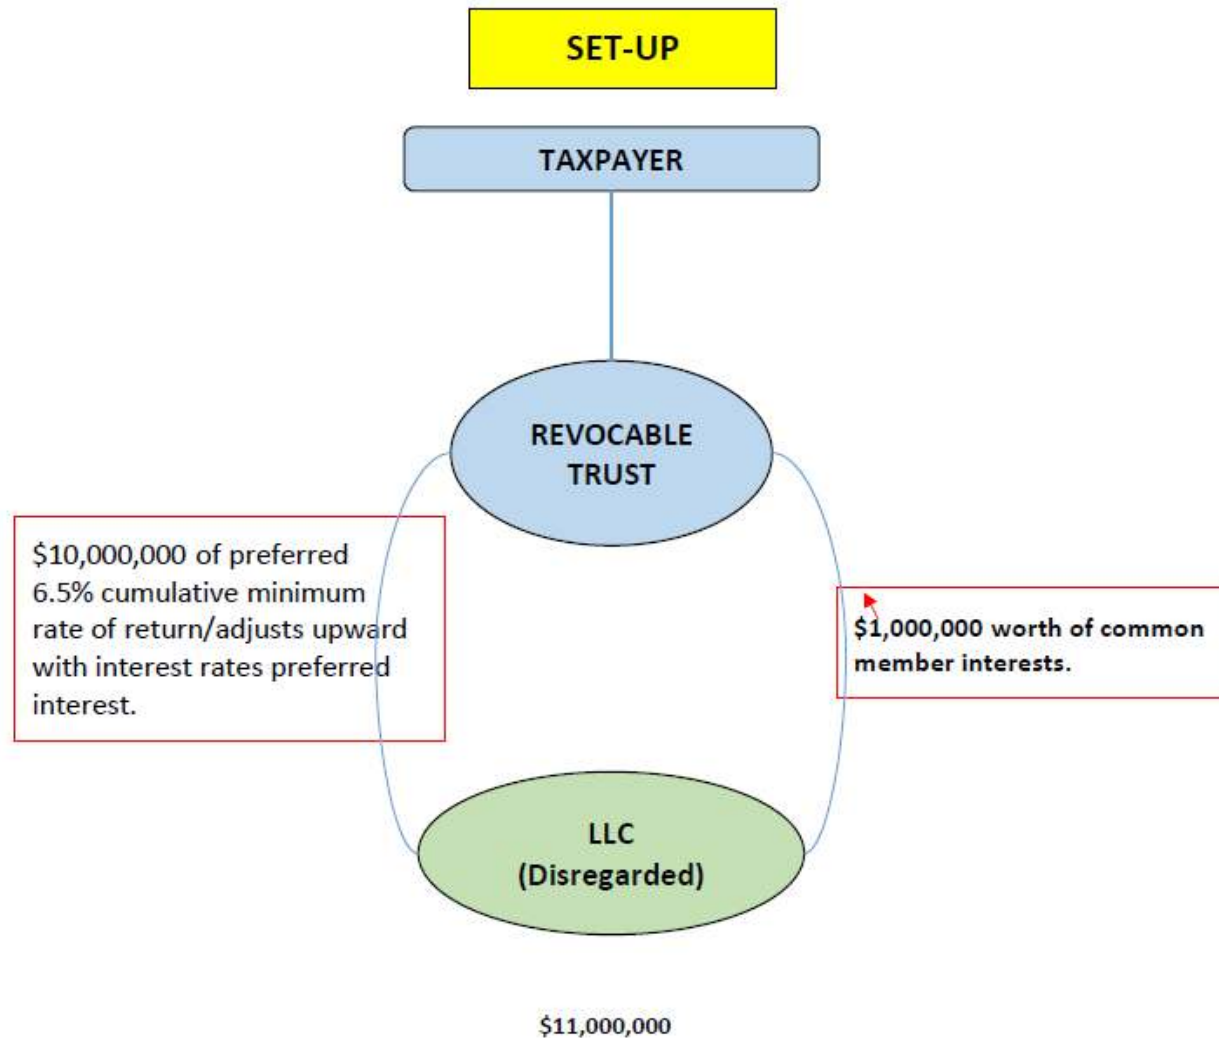 SET-UP
TAXPAYER
REVOCABLE
TRUST
$10,000,000 of preferred
6.5% cumulative minimum
rate of return/adjusts upward
with interest rates preferred
interest.
$1,000,000 worth of common
member interests.
LLC
(Disregarded)
$11,000,000